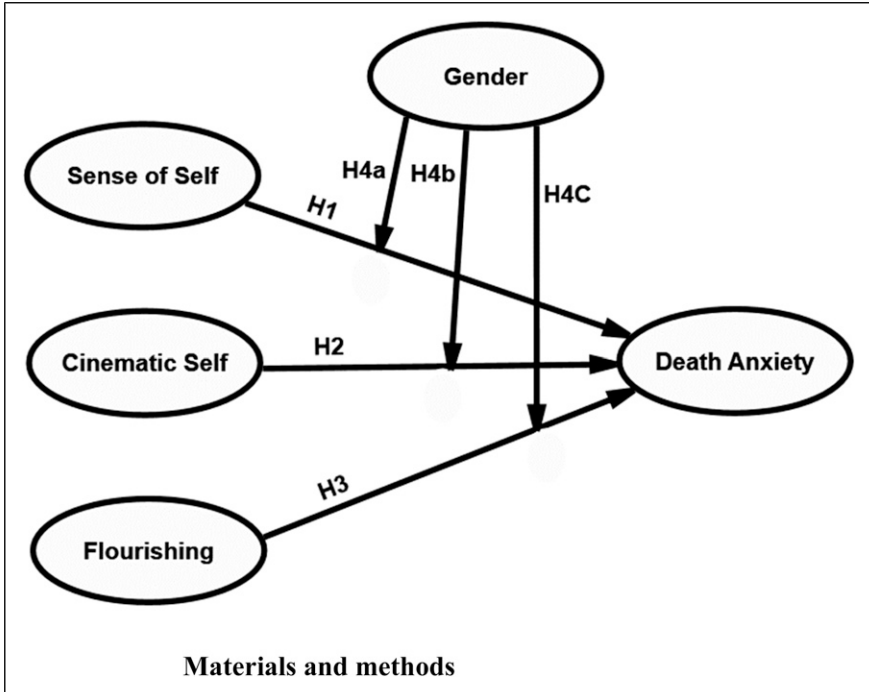 Gender
Sense of Self
H4a
H4b
H4C
H1
Cinematic Self
H2
Death Anxiety
H3
Flourishing
Materials and methods